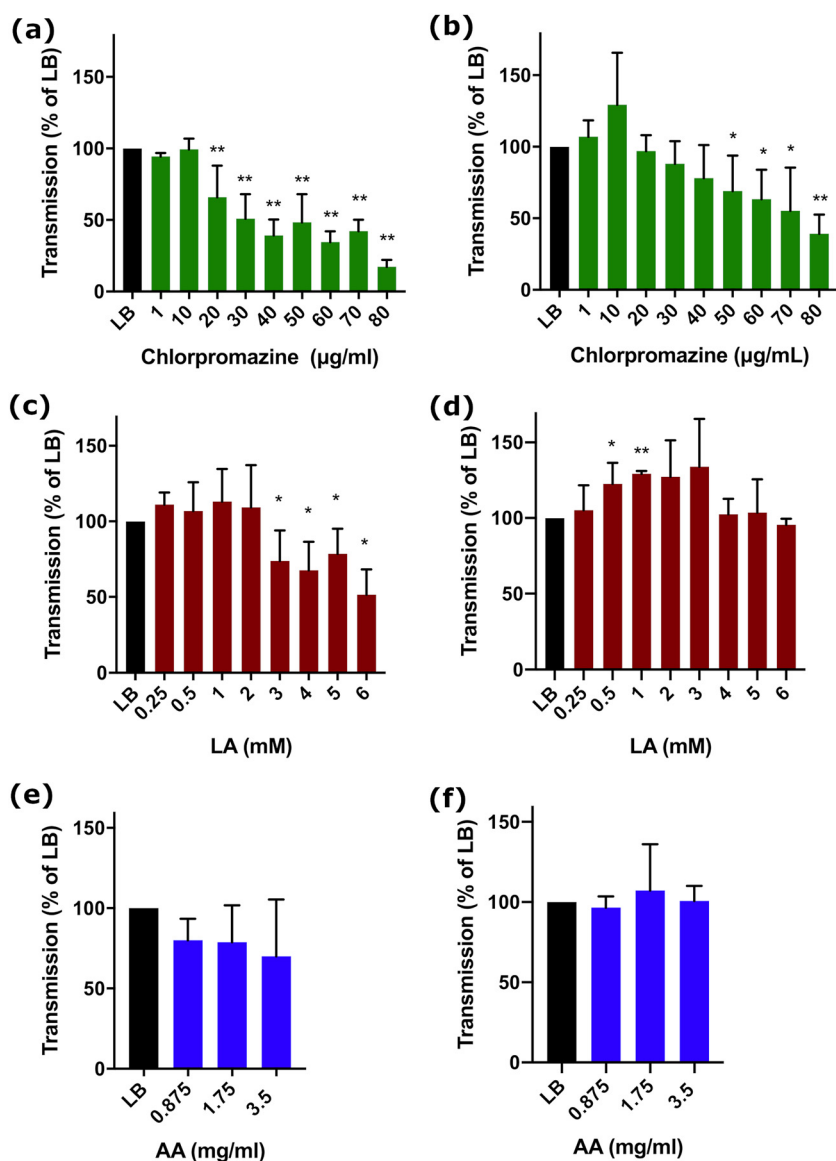 (a)
Transmission (% of LB)
150
100
50
0
** ** ** ** ** ** **
LB 1 10 20 30 40 50 60 70 80
Chlorpromazine (µg/ml)
(b)
Transmission (% of LB)
150
100
50
0
* * * **
LB 1 10 20 30 40 50 60 70 80
Chlorpromazine (µg/mL)
(c)
Transmission (% of LB)
150
100
50
0
* * * *
LB 0.25 0.5 1 2 3 4 5 6
LA (mM)
(d)
Transmission (% of LB)
150
100
50
0
* **
LB 0.25 0.5 1 2 3 4 5 6
LA (mM)
(e)
Transmission (% of LB)
150
100
50
0
LB 0.875 1.75 3.5
AA (mg/ml)
(f)
Transmission (% of LB)
150
100
50
0
LB 0.875 1.75 3.5
AA (mg/ml)